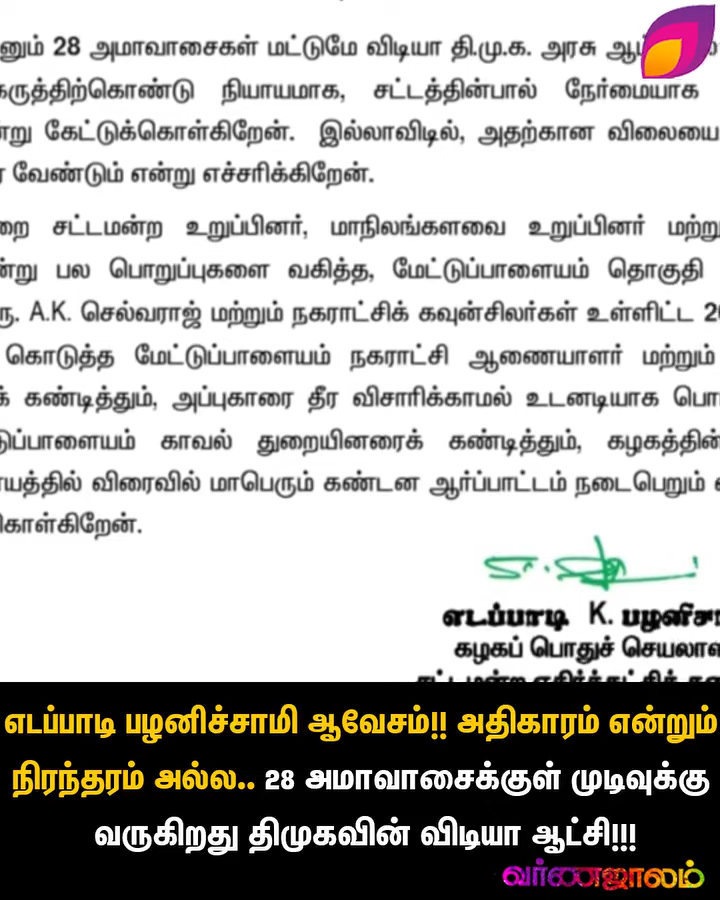 னும் 28 அமாவாசைகள் மட்டுமே விடியா தி.மு.க. அரசு
கருத்திற்கொண்டு நியாயமாக, சட்டத்தின்பால் நேர்மையாக
ன்று கேட்டுக்கொள்கிறேன். இல்லாவிடில், அதற்கான விலையை
வேண்டும் என்று எச்சரிக்கிறேன்.
றை சட்டமன்ற உறுப்பினர், மாநிலங்களவை உறுப்பினர் மற்று
ன்று பல பொறுப்புகளை வகித்த, மேட்டுப்பாளையம் தொகுதி
ரு. A.K. செல்வராஜ் மற்றும் நகராட்சிக் கவுன்சிலர்கள் உள்ளிட்ட
கொடுத்த மேட்டுப்பாளையம் நகராட்சி ஆணையாளர் மற்றும்
க் கண்டித்தும், அப்புகாரை தீர விசாரிக்காமல் உடனடியாக பொ
டுப்பாளையம் காவல் துறையினரைக் கண்டித்தும், கழகத்தின்
யத்தில் விரைவில் மாபெரும் கண்டன ஆர்ப்பாட்டம் நடைபெறும்
கொள்கிறேன்.
எடப்பாடி K. பழனிசா
கழகப் பொதுச் செயலா
எடப்பாடி பழனிச்சாமி ஆவேசம்!! அதிகாரம் என்றும்
நிரந்தரம் அல்ல.. 28 அமாவாசைக்குள் முடிவுக்கு
வருகிறது திமுகவின் விடியா ஆட்சி!!!
வர்ணஜாலம்